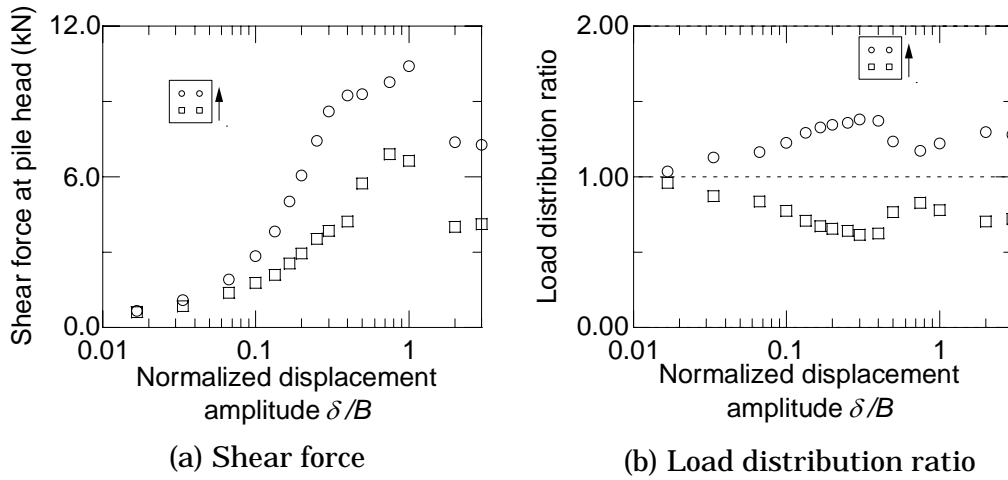 Shear force at pile head (kN)
12.0
6.0
0.0
0.01
0.1
1
Normalized displacement
amplitude δ/B
(a) Shear force
Load distribution ratio
2.00
1.00
0.00
0.01
0.1
1
Normalized displacement
amplitude δ/B
(b) Load distribution ratio